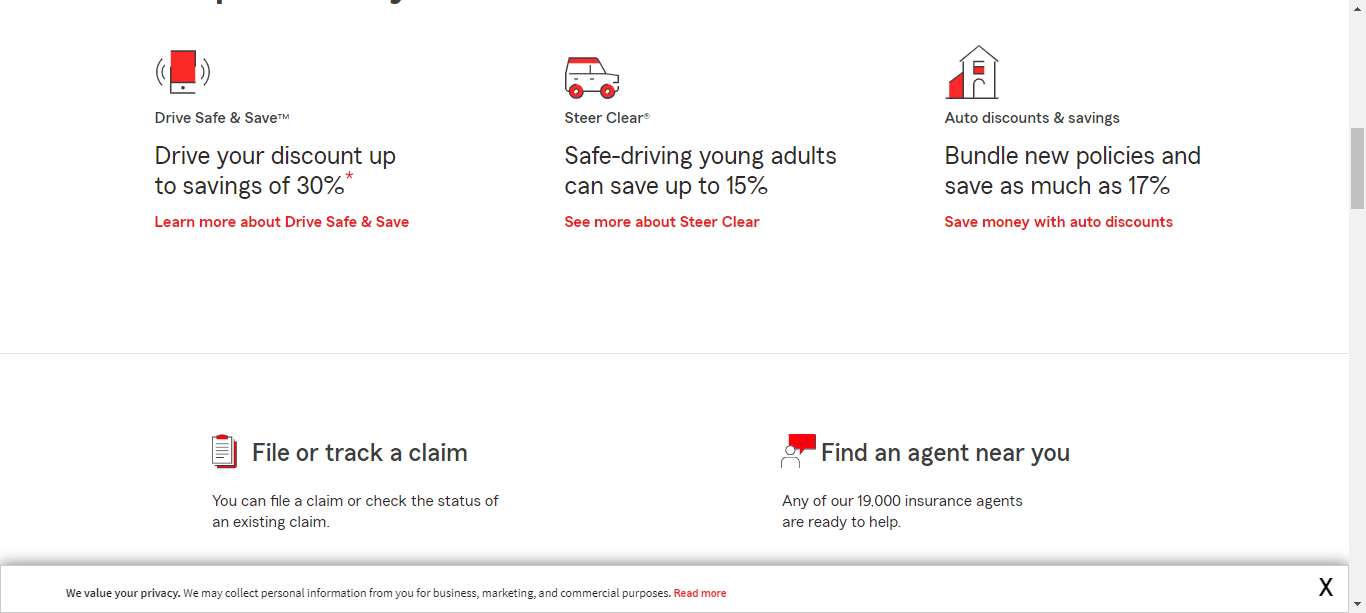 Drive Safe & Save™
Drive your discount up
to savings of 30%*
Learn more about Drive Safe & Save
Steer Clear®
Safe-driving young adults
can save up to 15%
See more about Steer Clear
Auto discounts & savings
Bundle new policies and
save as much as 17%
Save money with auto discounts
File or track a claim
You can file a claim or check the status of
an existing claim.
Find an agent near you
Any of our 19,000 insurance agents
are ready to help.
We value your privacy. We may collect personal information from you for business, marketing, and commercial purposes. Read more
X